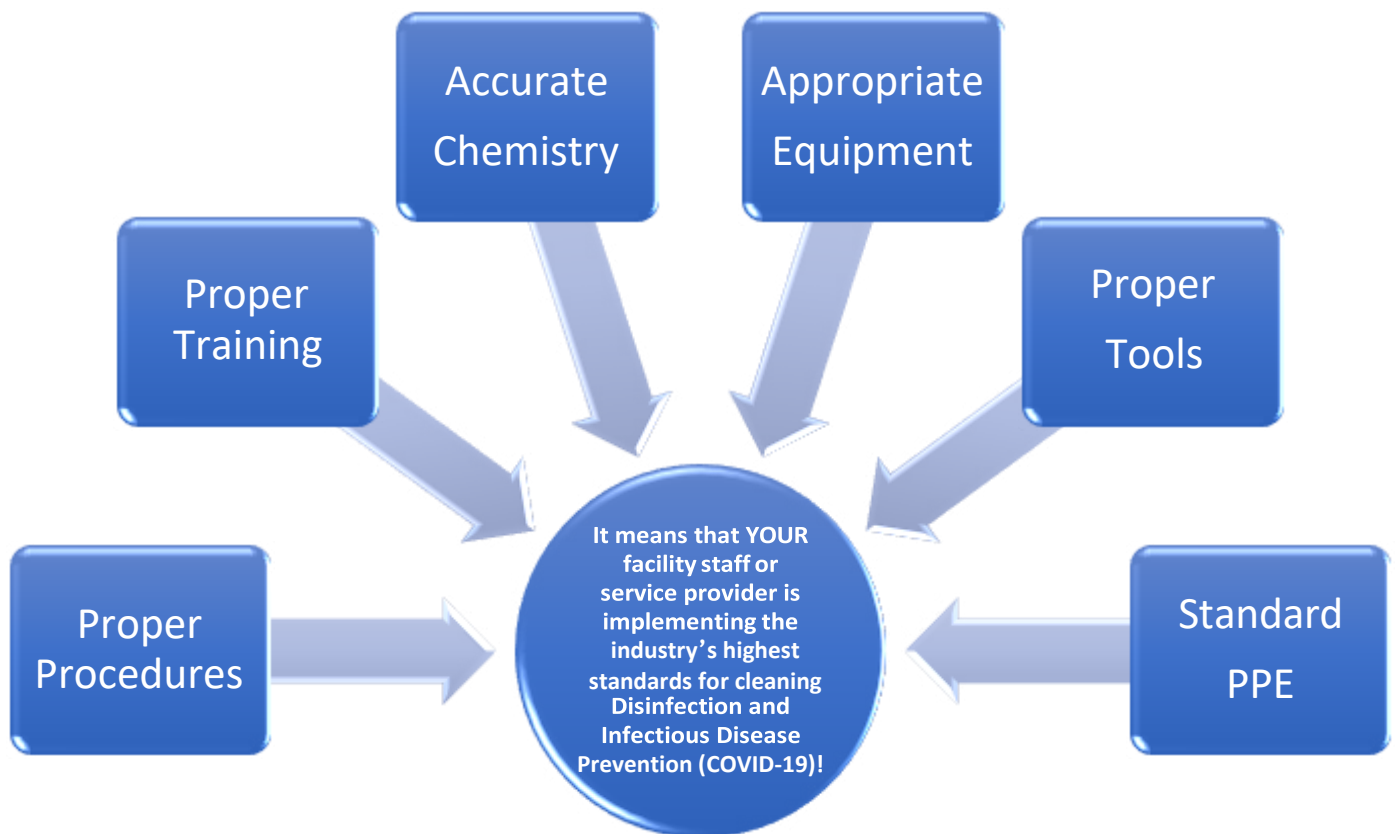 Accurate
Chemistry
Appropriate
Equipment
Proper
Training
Proper
Tools
Proper
Procedures
It means that YOUR
facility staff or
service provider is
implementing the
industry’s highest
standards for cleaning
Disinfection and
Infectious Disease
Prevention (COVID-19)!
Standard
PPE